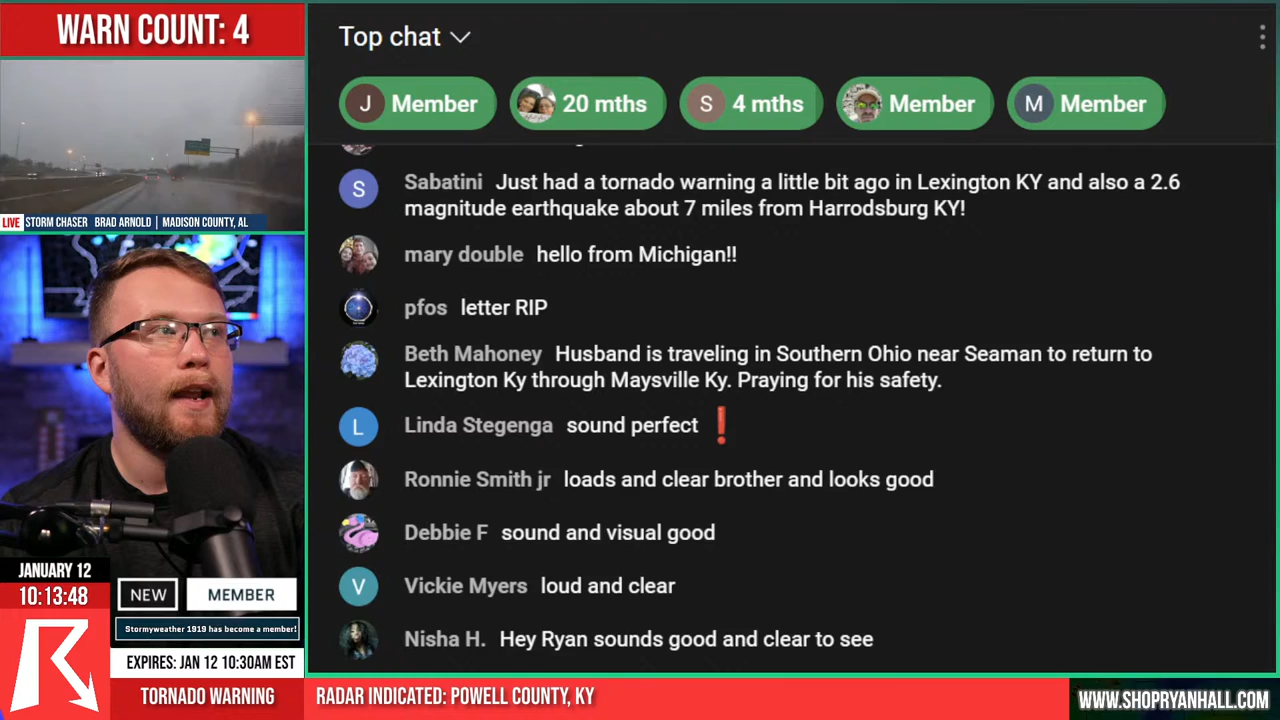 WARN COUNT: 4
LIVE STORM CHASER BRAD ARNOLD | MADISON COUNTY, AL
Top chat
J Member
20 mths
S 4 mths
Member
M Member
S Sabatini Just had a tornado warning a little bit ago in Lexington KY and also a 2.6
magnitude earthquake about 7 miles from Harrodsburg KY!
mary double hello from Michigan!!
pfos letter RIP
Beth Mahoney Husband is traveling in Southern Ohio near Seaman to return to
Lexington Ky through Maysville Ky. Praying for his safety.
L Linda Stegenga sound perfect ❗
Ronnie Smith jr loads and clear brother and looks good
Debbie F sound and visual good
V Vickie Myers loud and clear
Nisha H. Hey Ryan sounds good and clear to see
JANUARY 12
10:13:48
NEW MEMBER
Stormyweather 1919 has become a member!
R
EXPIRES: JAN 12 10:30AM EST
TORNADO WARNING
RADAR INDICATED: POWELL COUNTY, KY
WWW.SHOPRYANHALL.COM